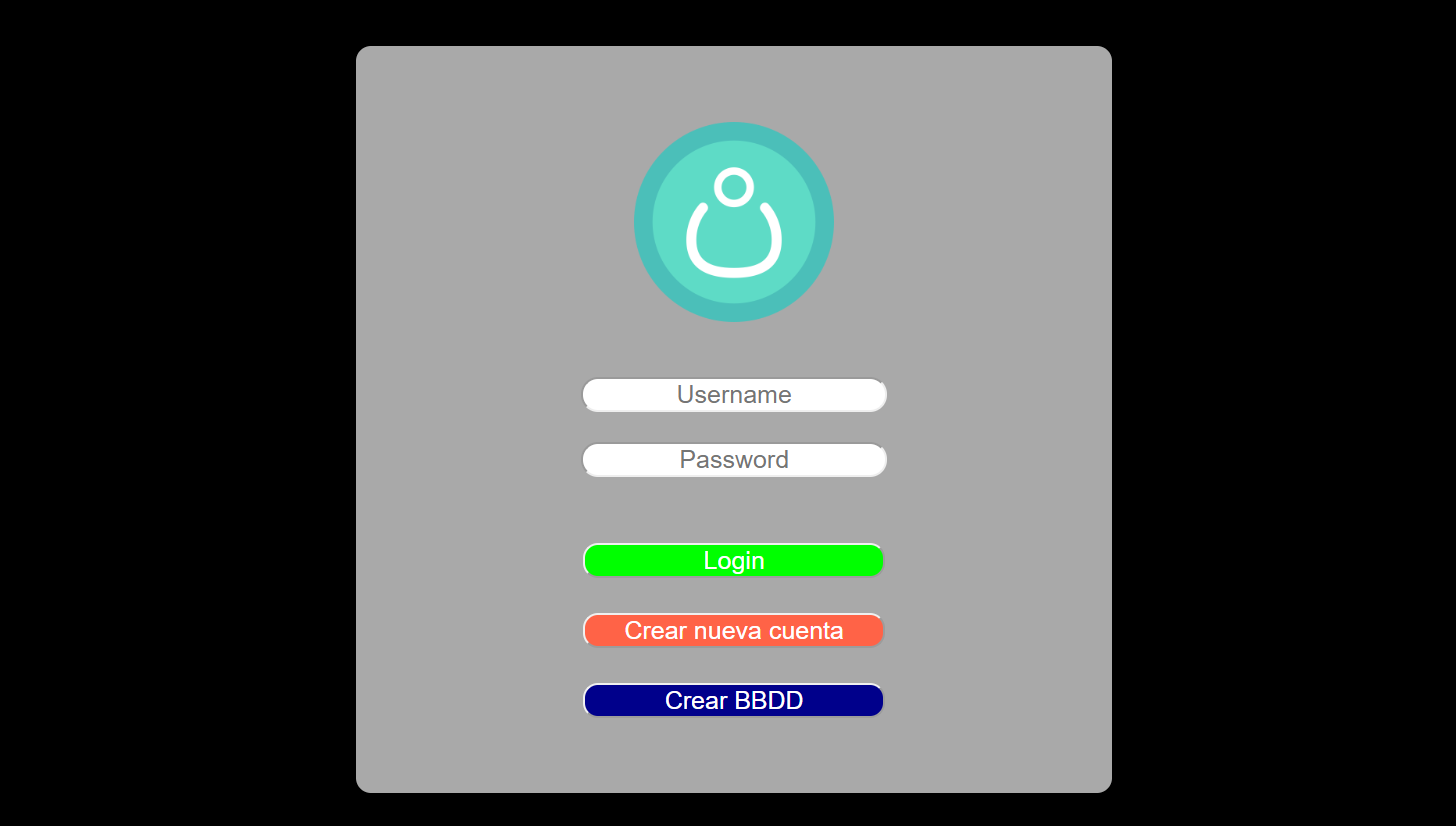 Username
Password
Login
Crear nueva cuenta
Crear BBDD